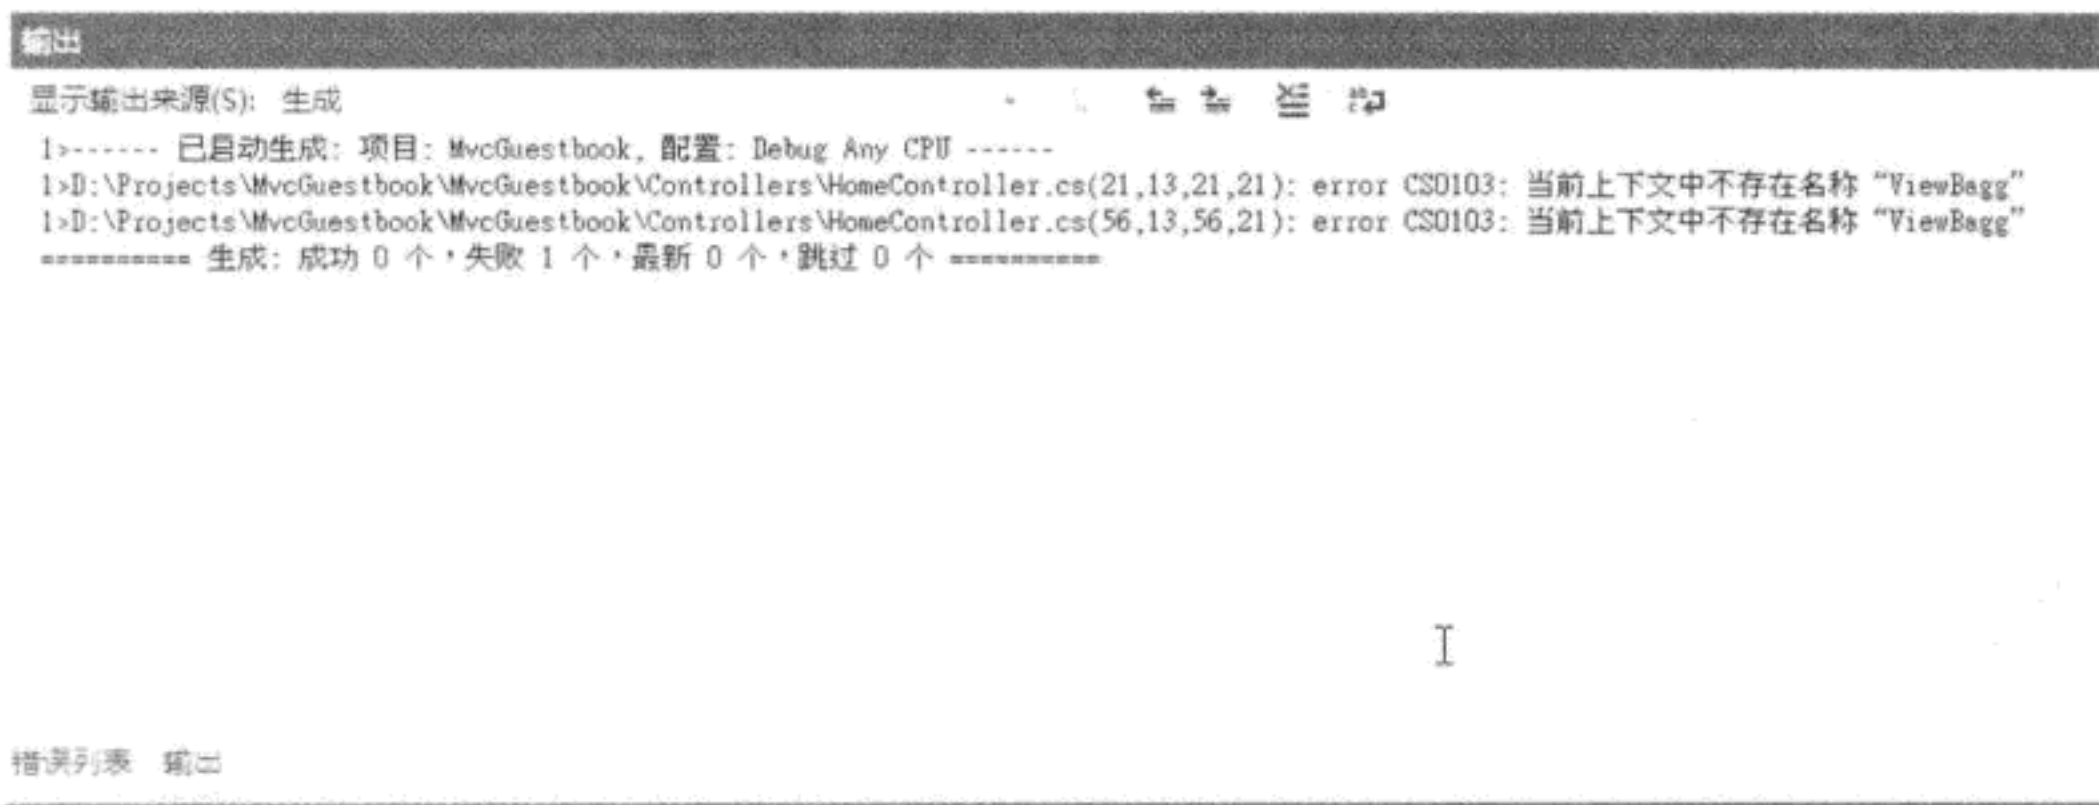 输出
显示输出来源(S): 生成
1>------ 已启动生成: 项目: MvcGuestbook, 配置: Debug Any CPU ------
1>D:\Projects\MvcGuestbook\MvcGuestbook\Controllers\HomeController.cs(21,13,21,21): error CS0103: 当前上下文中不存在名称 “ViewBagg”
1>D:\Projects\MvcGuestbook\MvcGuestbook\Controllers\HomeController.cs(56,13,56,21): error CS0103: 当前上下文中不存在名称 “ViewBagg”
========== 生成: 成功 0 个，失败 1 个，最新 0 个，跳过 0 个 ==========
错误列表 输出